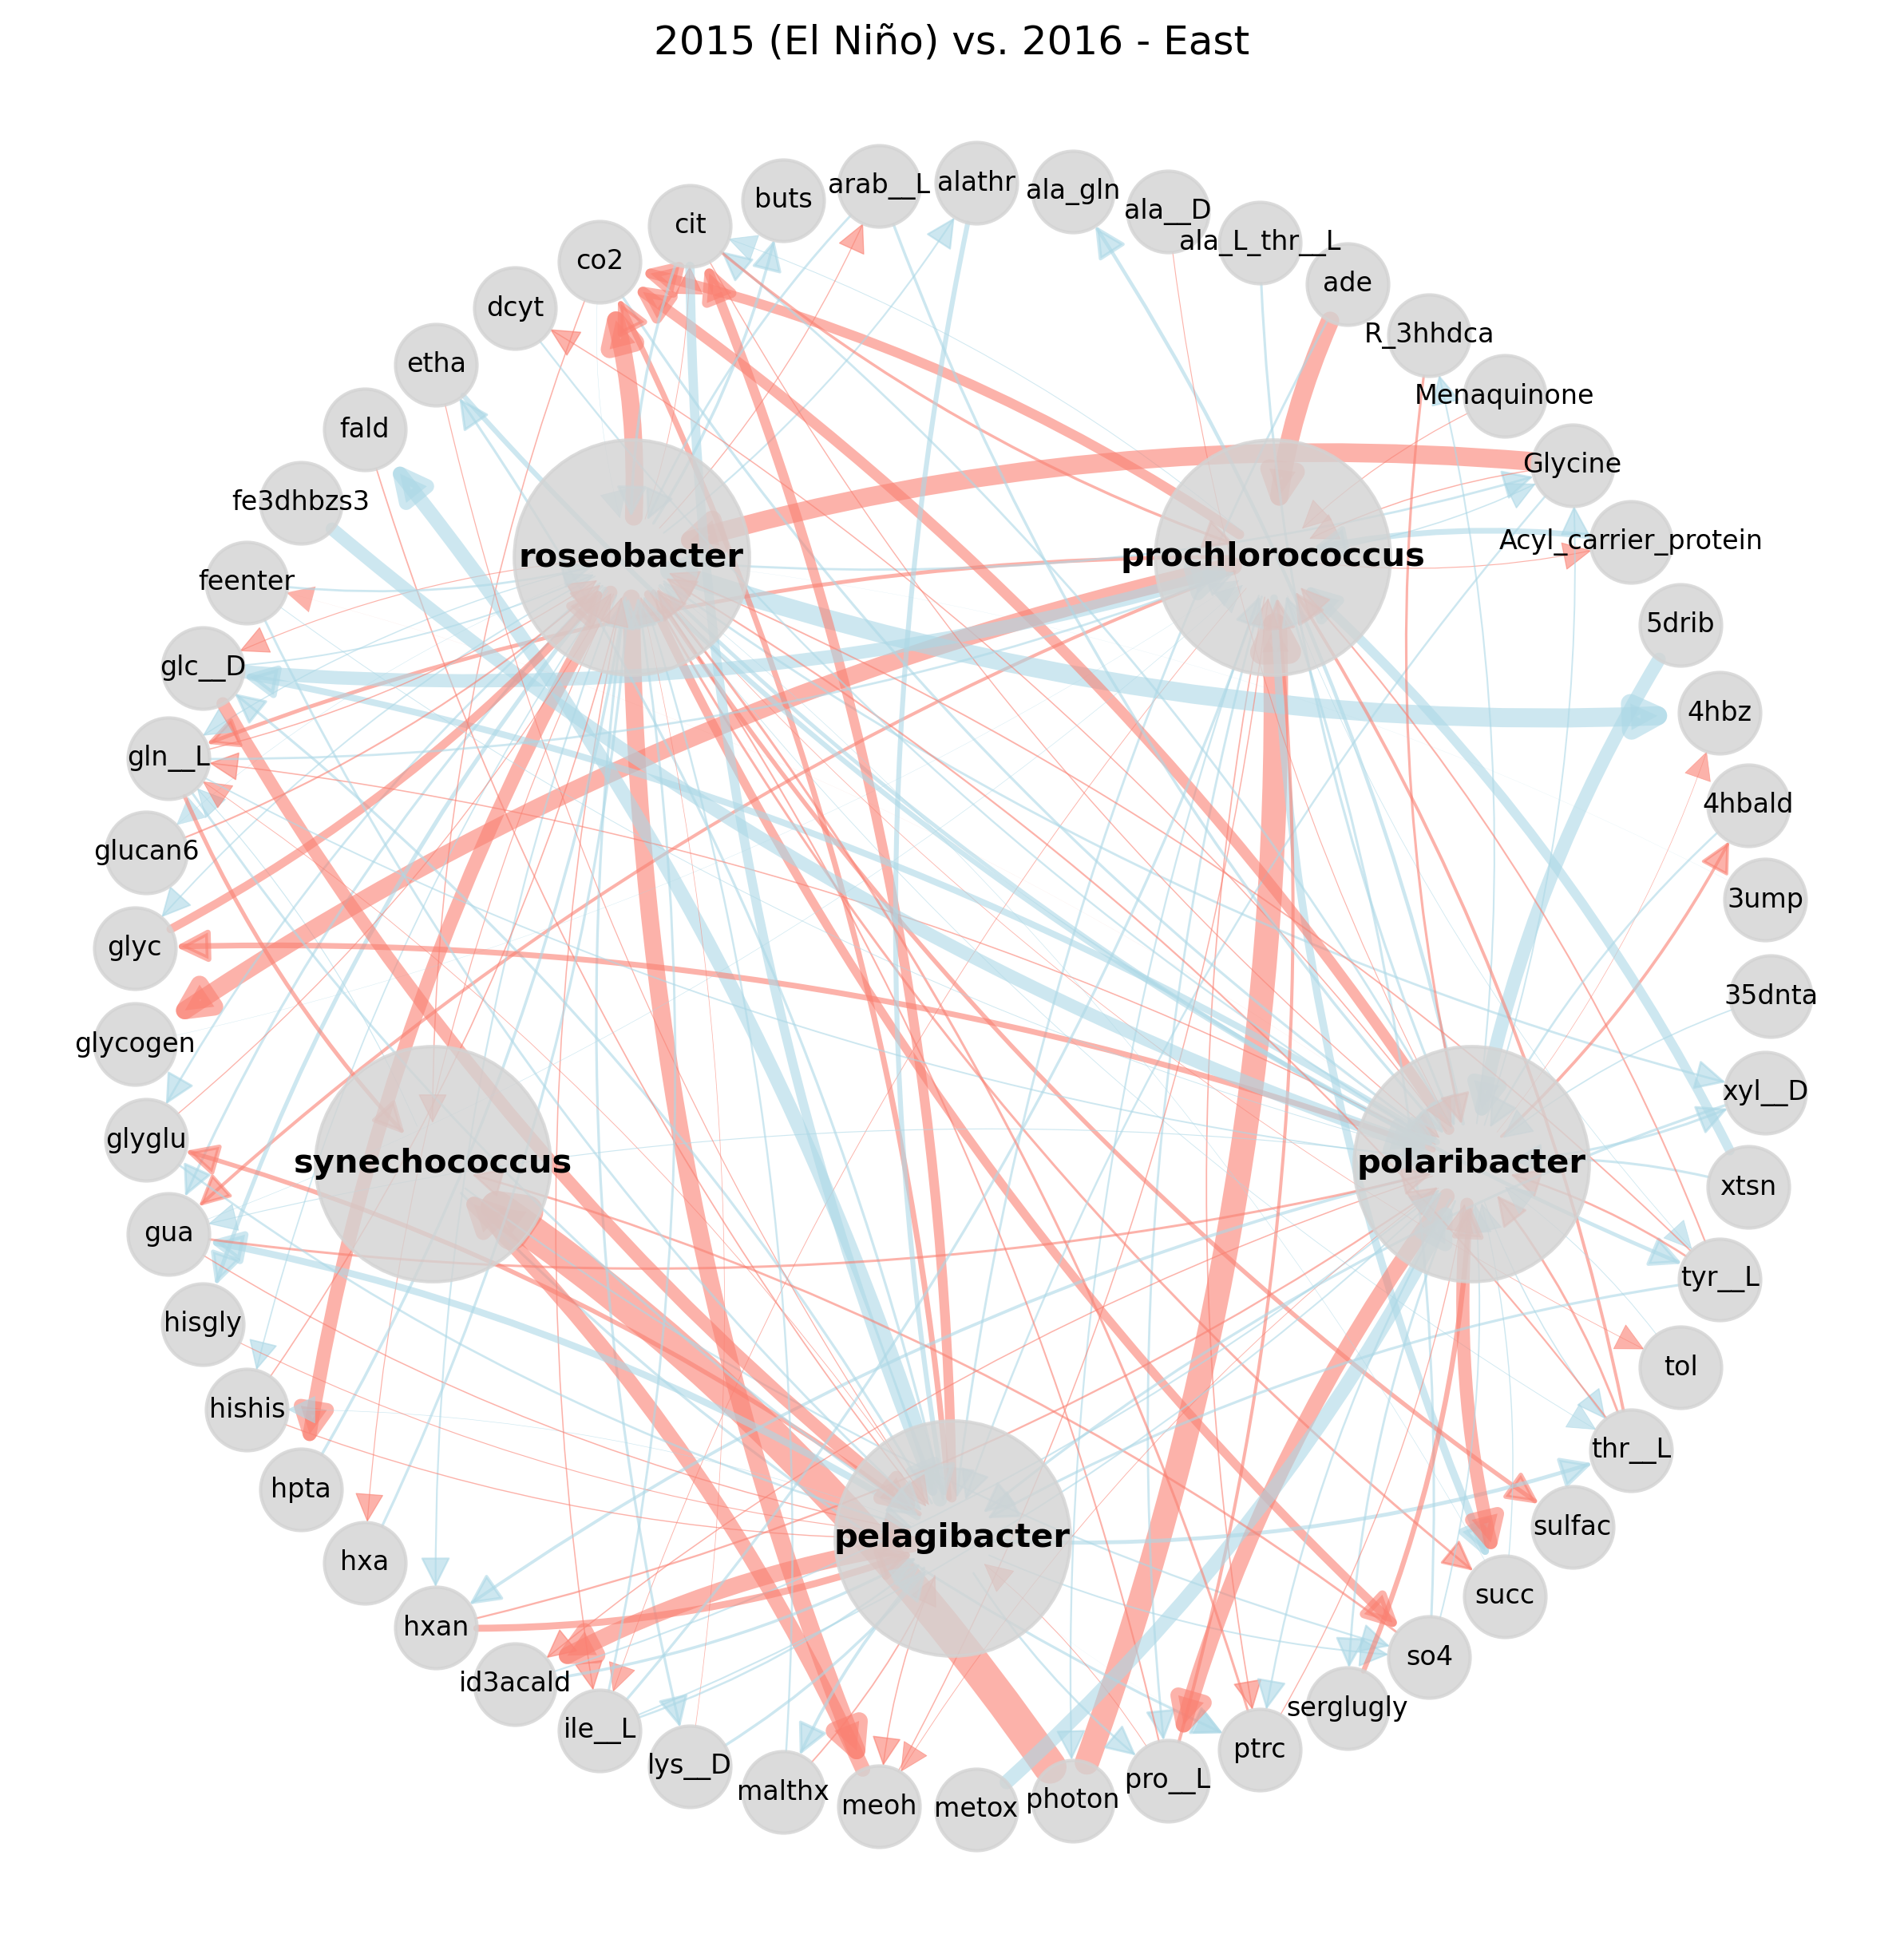 2015 (El Niño) vs. 2016 - East
arab__L
alathr
ala_gln
buts
ala__D
cit
ala_L_thr__L
co2
ade
dcyt
R_3hhdca
etha
Menaquinone
fald
Glycine
fe3dhbzs3
Acyl_carrier_protein
roseobacter
prochlorococcus
feenter
5drib
glc__D
4hbz
gln__L
4hbald
glucan6
3ump
glyc
35dnta
glycogen
xyl__D
glyglu
synechococcus
polaribacter
xtsn
gua
tyr__L
hisgly
tol
hishis
thr__L
hpta
sulfac
pelagibacter
hxa
succ
hxan
so4
id3acald
serglugly
ile__L
ptrc
lys__D
pro__L
malthx
photon
meoh
metox